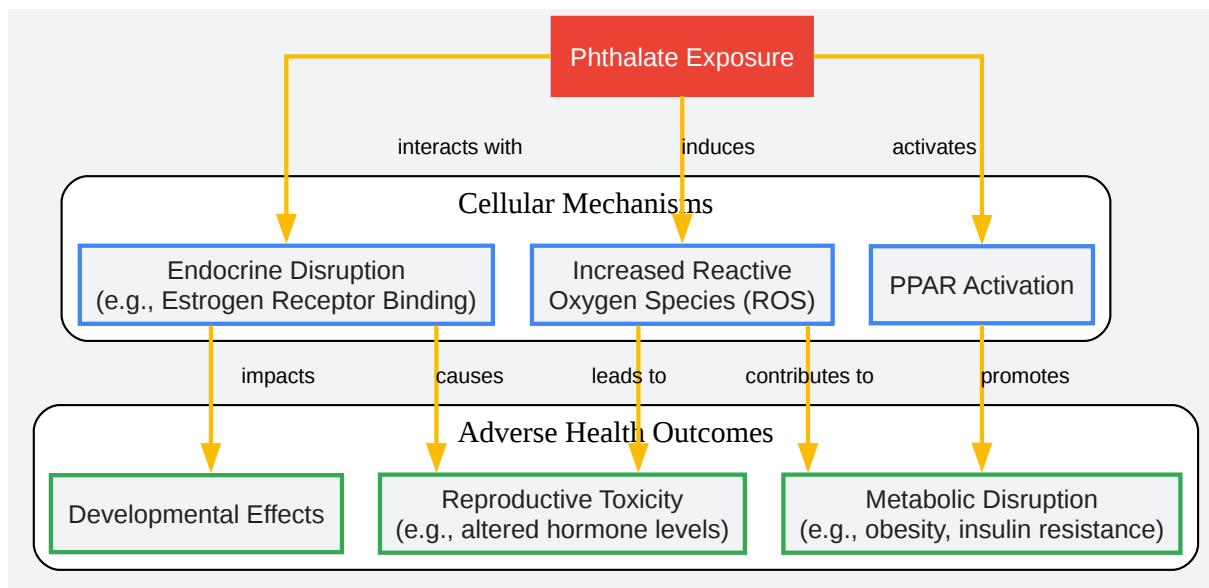 Phthalate Exposure
interacts with
induces
activates
Cellular Mechanisms
Endocrine Disruption
(e.g., Estrogen Receptor Binding)
Increased Reactive
Oxygen Species (ROS)
PPAR Activation
impacts
causes
leads to
contributes to
promotes
Adverse Health Outcomes
Developmental Effects
Reproductive Toxicity
(e.g., altered hormone levels)
Metabolic Disruption
(e.g., obesity, insulin resistance)